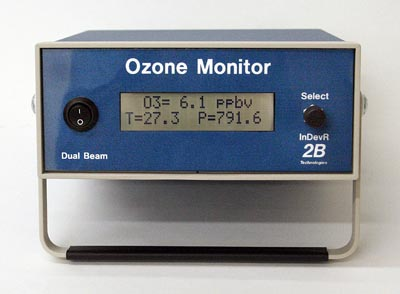 Ozone Monitor
O3= 6.1 ppbv
T=27.3 P=791.6
Select
InDevR
2B
Technologies
Dual Beam